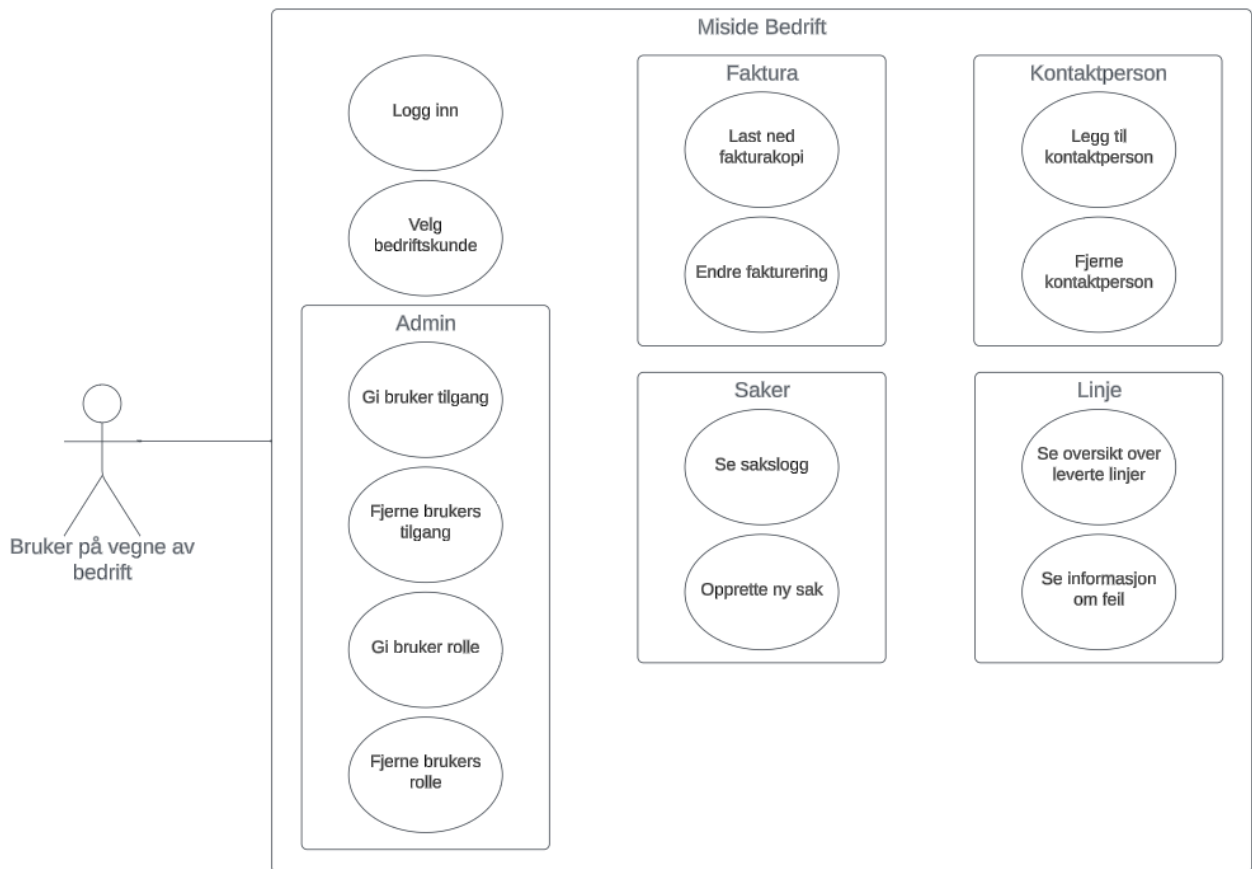 Miside Bedrift
Logg inn
Velg
bedriftskunde
Admin
Gi bruker tilgang
Fjerne brukers
tilgang
Gi bruker rolle
Fjerne brukers
rolle
Faktura
Last ned
fakturakopi
Endre fakturering
Kontaktperson
Legg til
kontaktperson
Fjerne
kontaktperson
Saker
Se sakslogg
Opprette ny sak
Linje
Se oversikt over
leverte linjer
Se informasjon
om feil
Bruker på vegne av
bedrift